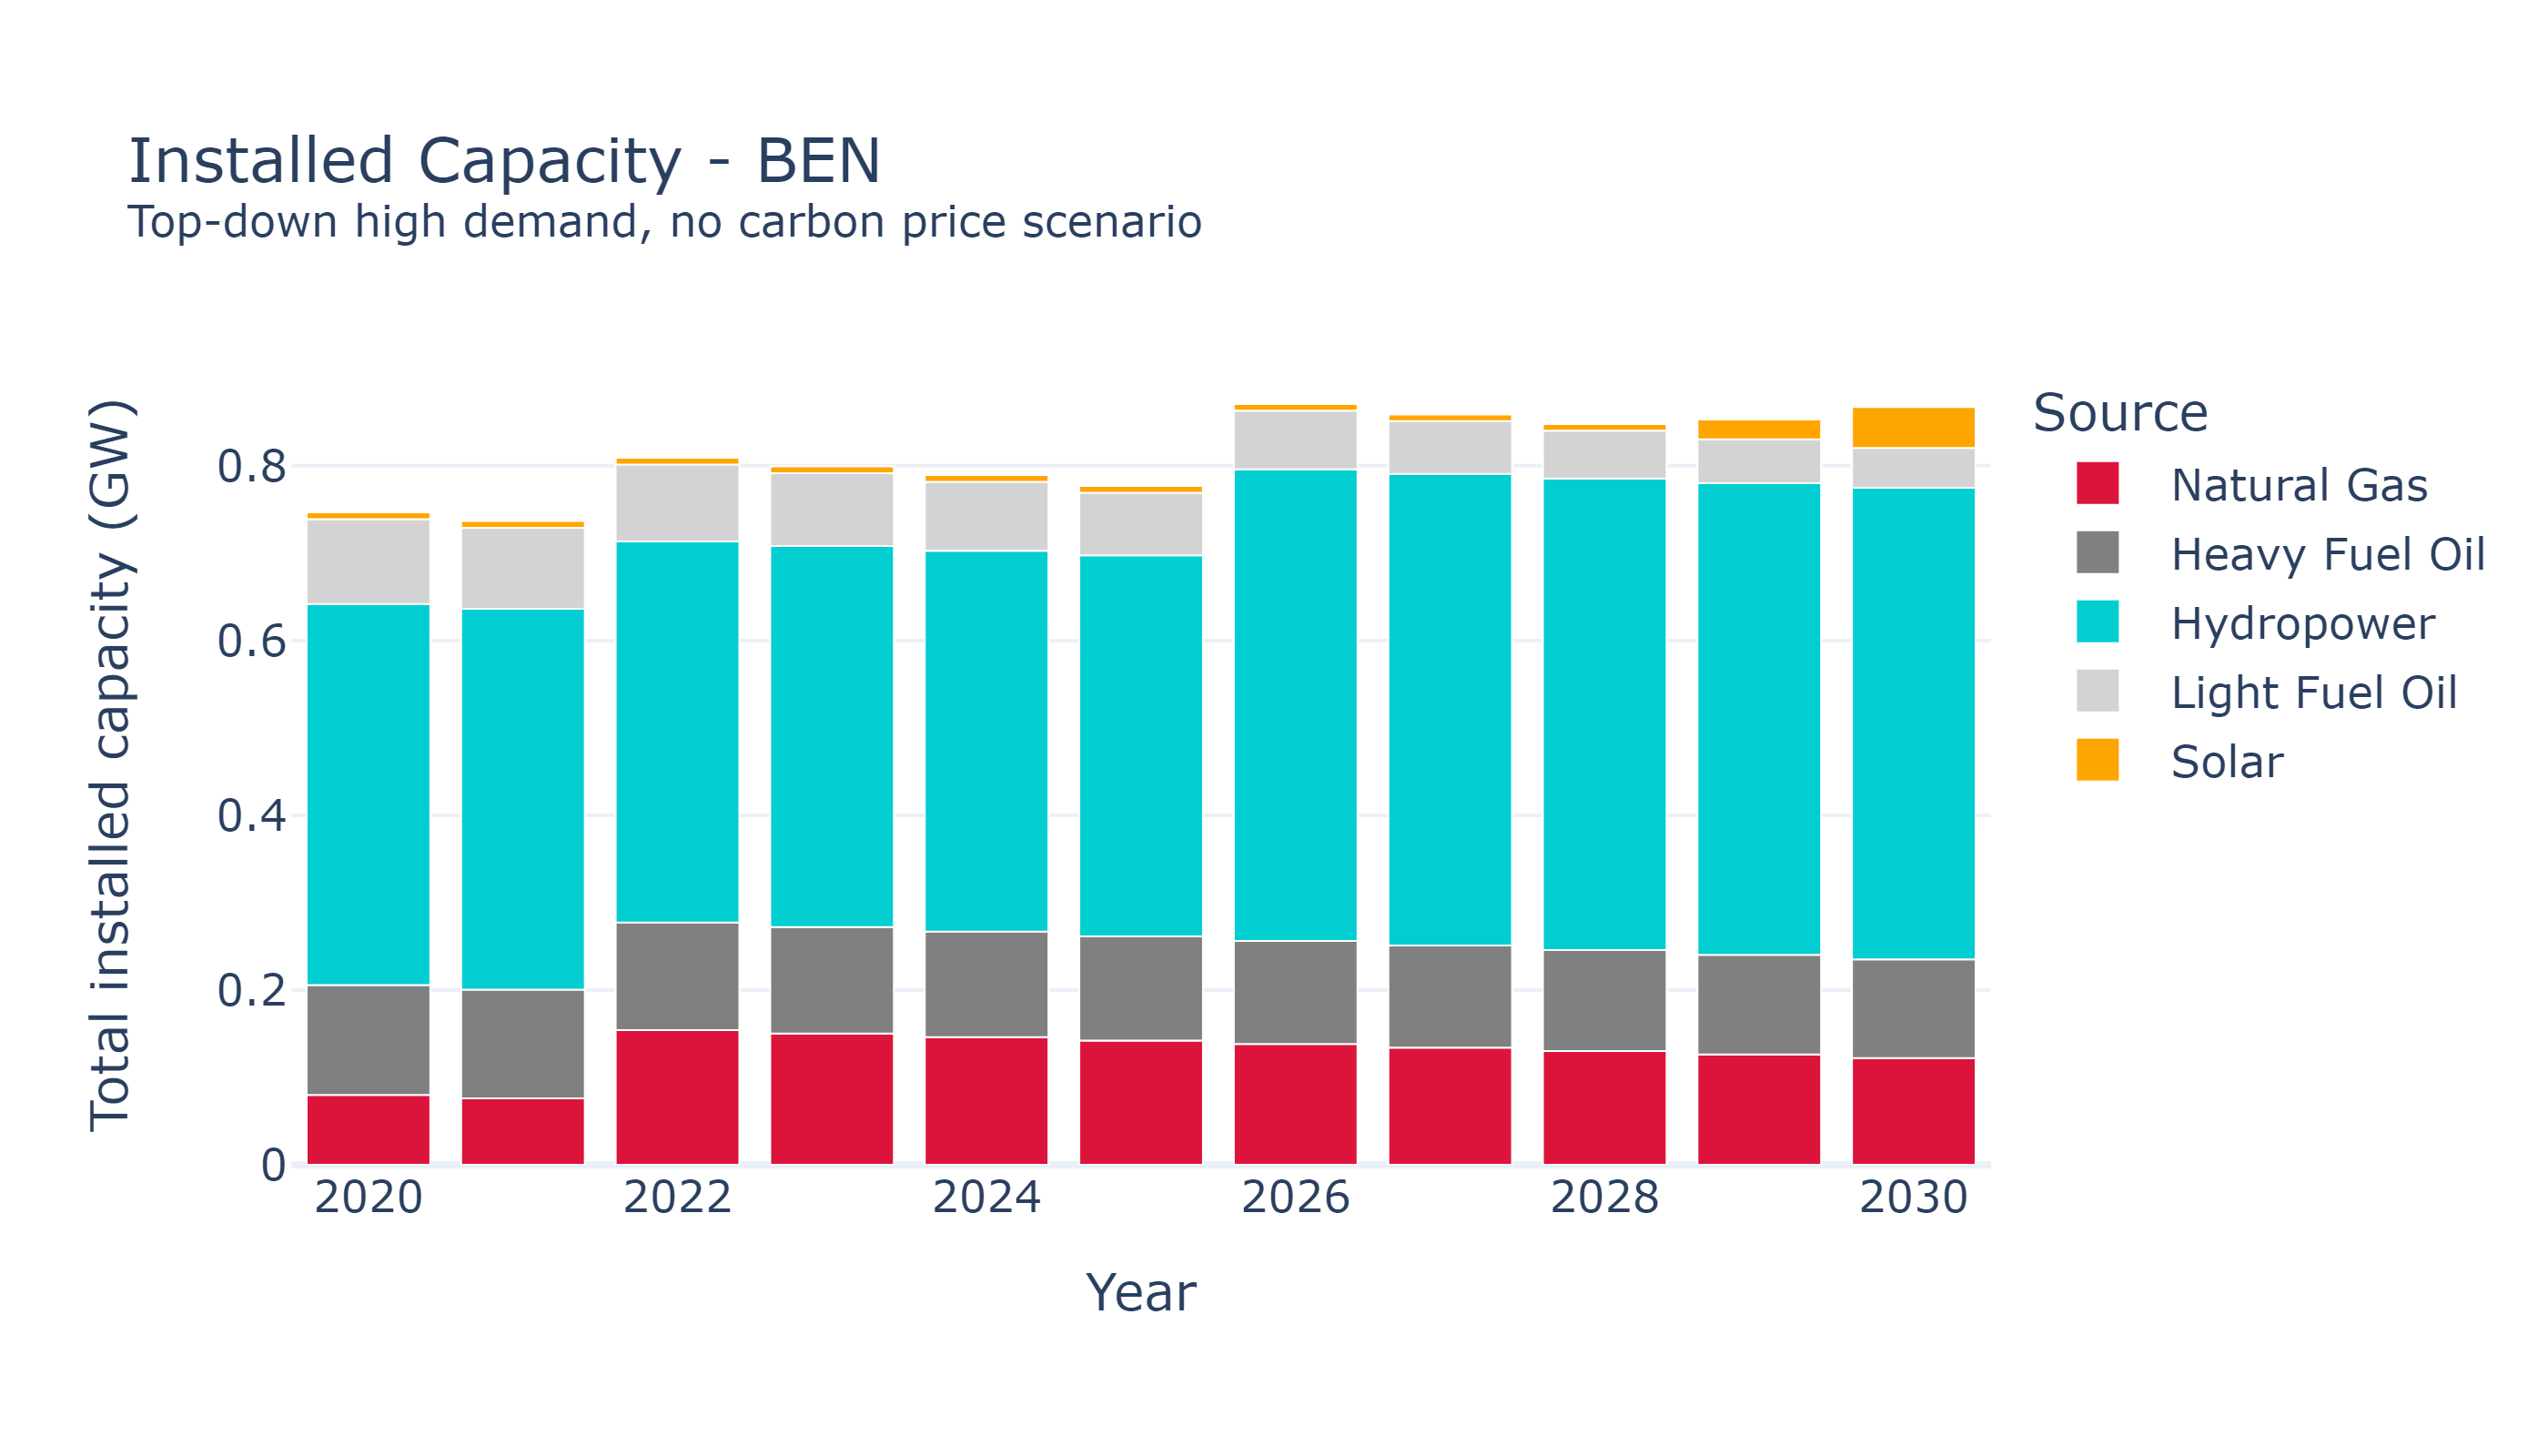 Installed Capacity - BEN
Top-down high demand, no carbon price scenario
Total installed capacity (GW)
0.8
0.6
0.4
0.2
0
2020
2022
2024
2026
2028
2030
Year
Source
Natural Gas
Heavy Fuel Oil
Hydropower
Light Fuel Oil
Solar